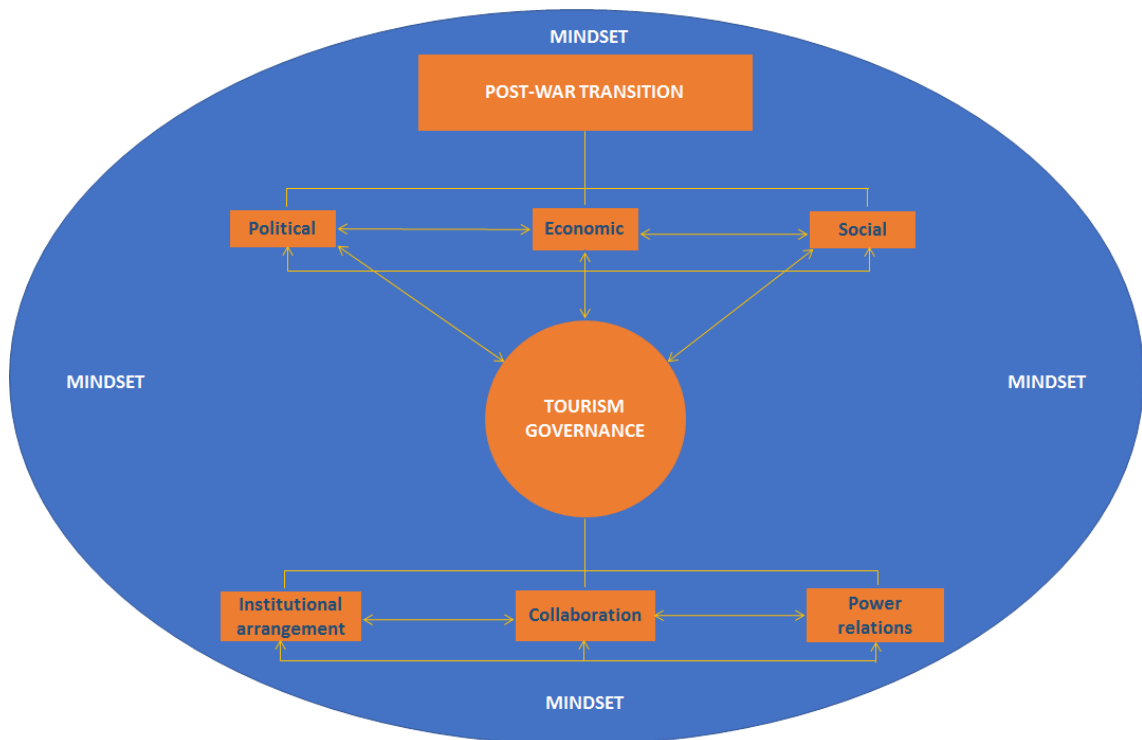 MINDSET
POST-WAR TRANSITION
Political
Economic
Social
MINDSET
MINDSET
TOURISM
GOVERNANCE
Institutional
arrangement
Collaboration
Power
relations
MINDSET